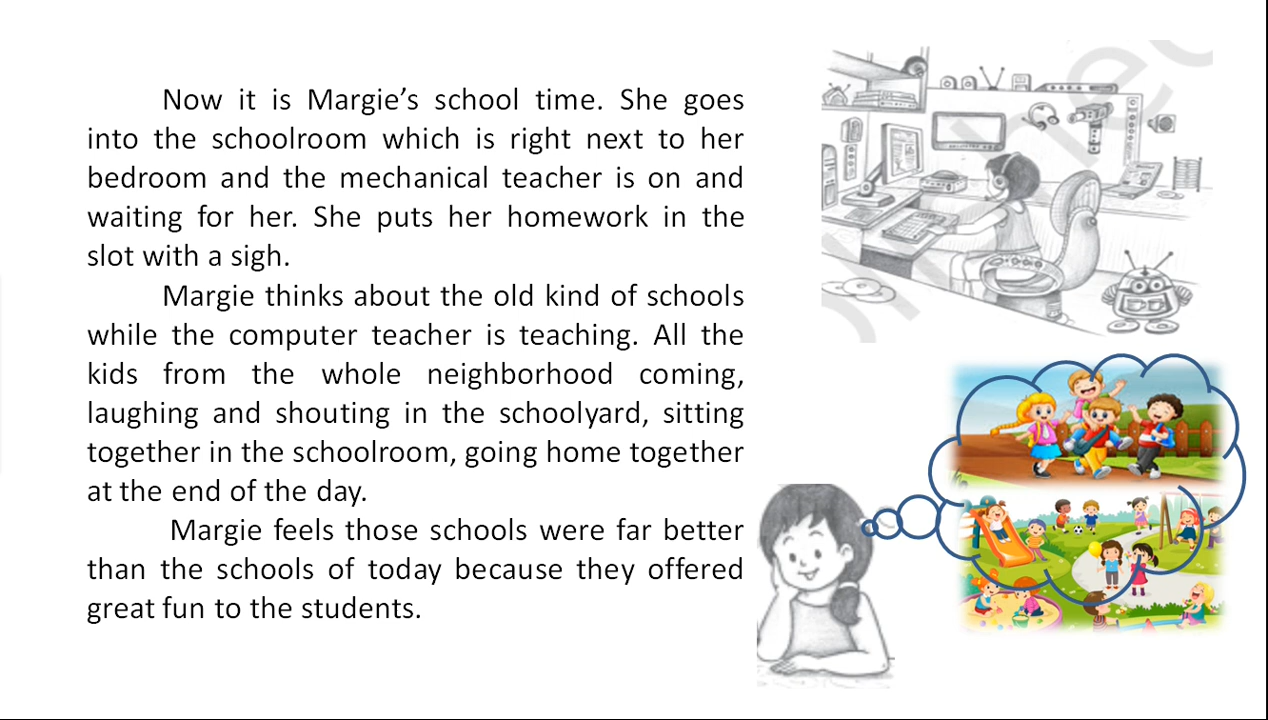 Now it is Margie’s school time. She goes
into the schoolroom which is right next to her
bedroom and the mechanical teacher is on and
waiting for her. She puts her homework in the
slot with a sigh.
Margie thinks about the old kind of schools
while the computer teacher is teaching. All the
kids from the whole neighborhood coming,
laughing and shouting in the schoolyard, sitting
together in the schoolroom, going home together
at the end of the day.
Margie feels those schools were far better
than the schools of today because they offered
great fun to the students.